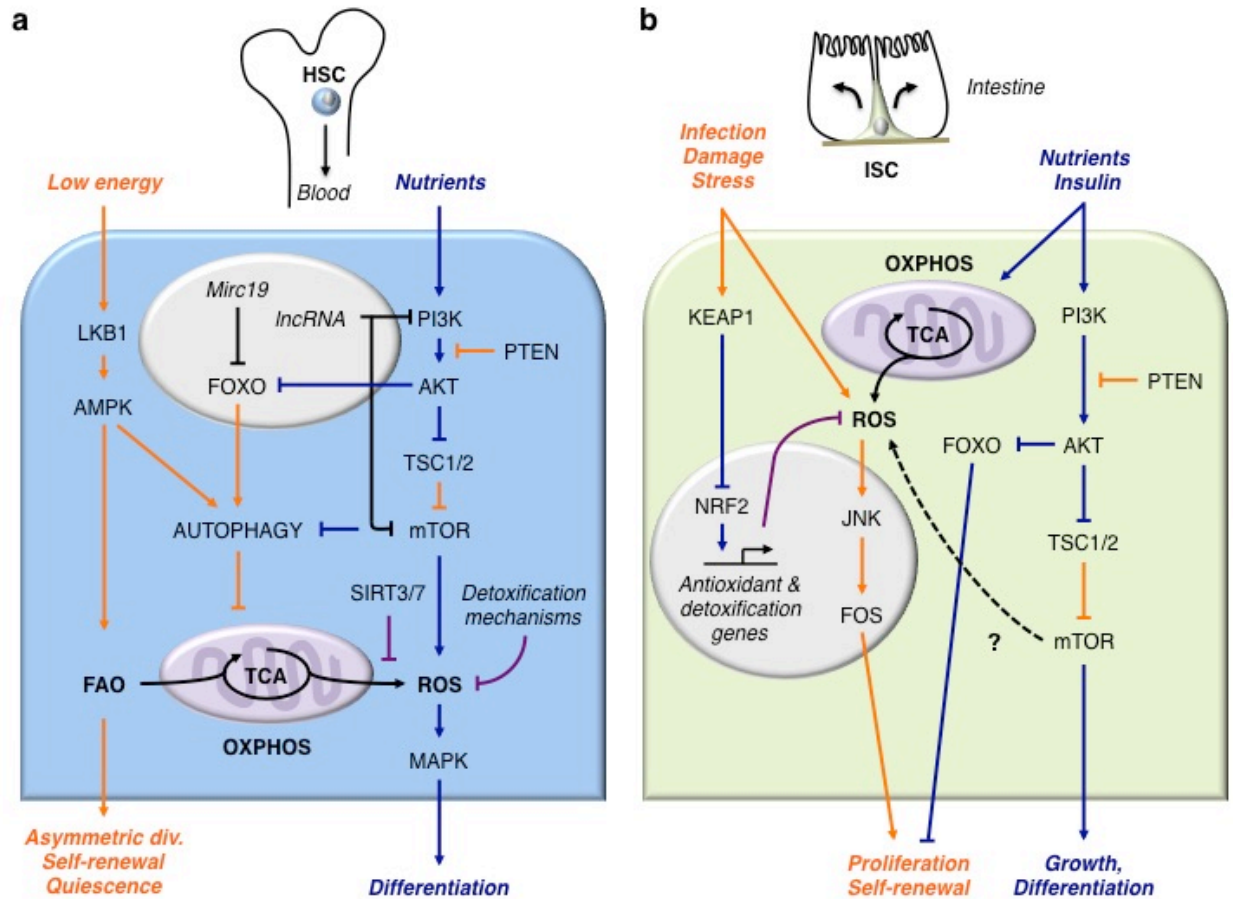 a
HSC
Blood
Low energy
Nutrients
Mirc19
lncRNA
PI3K
LKB1
PTEN
FOXO
AKT
AMPK
TSC1/2
AUTOPHAGY
mTOR
SIRT3/7
Detoxification
mechanisms
FAO
TCA
ROS
OXPHOS
MAPK
Asymmetric div.
Self-renewal
Quiescence
Differentiation
b
Intestine
ISC
Infection
Damage
Stress
Nutrients
Insulin
OXPHOS
KEAP1
TCA
PI3K
PTEN
ROS
FOXO
AKT
NRF2
JNK
TSC1/2
Antioxidant &
detoxification
genes
FOS
?
mTOR
Proliferation
Self-renewal
Growth,
Differentiation